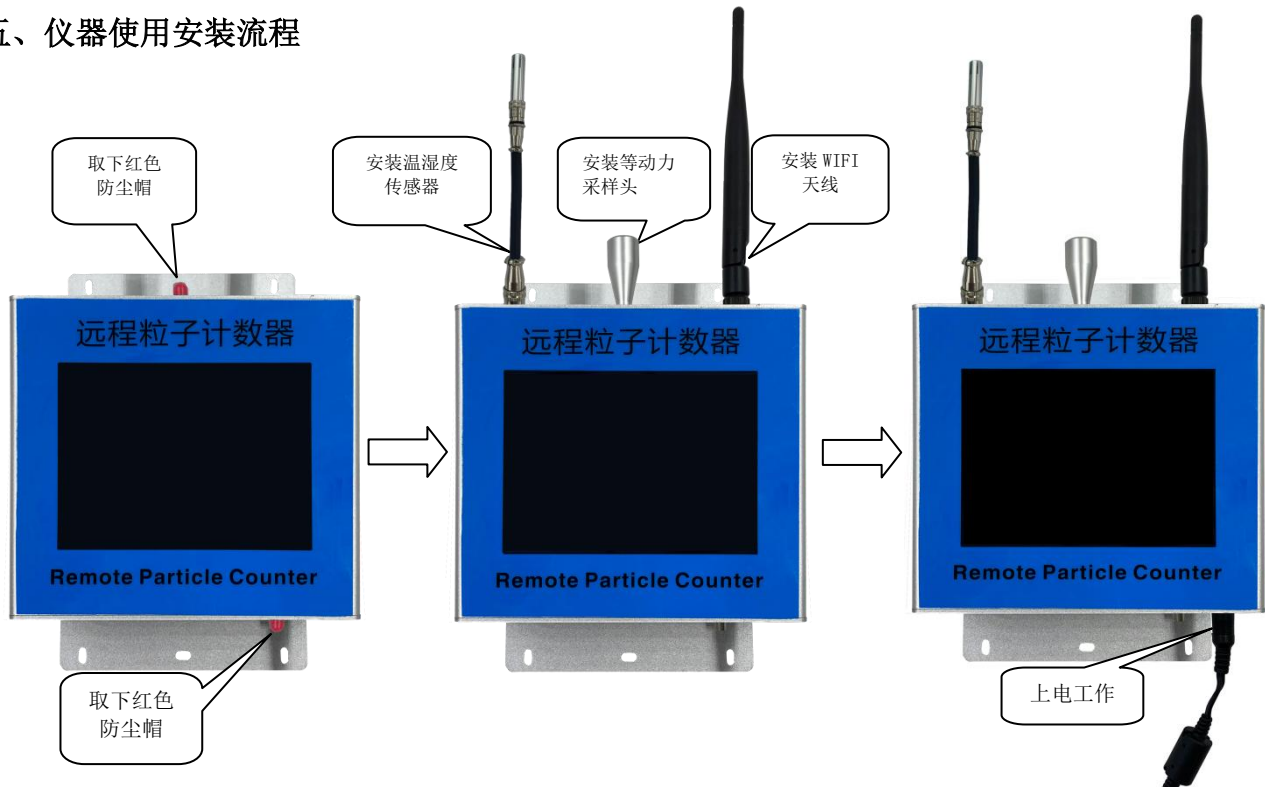 五、仪器使用安装流程
取下红色
防尘帽
安装温湿度
传感器
安装等动力
采样头
安装 WIFI
天线
远程粒子计数器
Remote Particle Counter
远程粒子计数器
Remote Particle Counter
远程粒子计数器
Remote Particle Counter
取下红色
防尘帽
上电工作